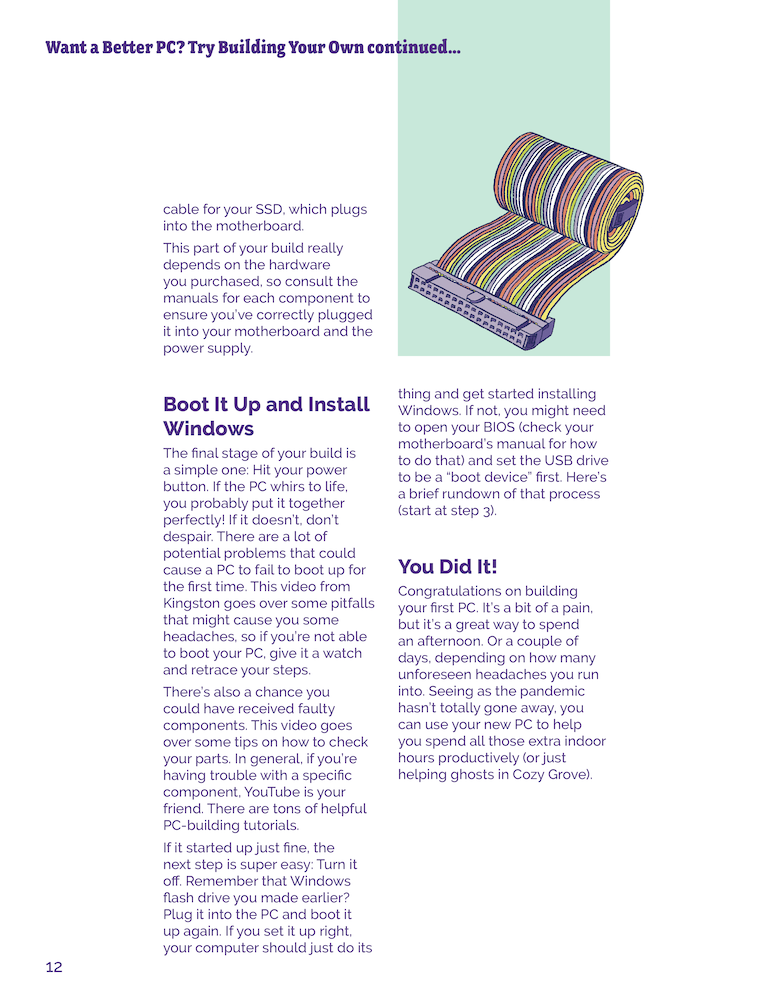 Want a Better PC? Try Building Your Own continued...
cable for your SSD, which plugs
into the motherboard.
This part of your build really
depends on the hardware
you purchased, so consult the
manuals for each component to
ensure you’ve correctly plugged
it into your motherboard and the
power supply.
Boot It Up and Install
Windows
The final stage of your build is
a simple one: Hit your power
button. If the PC whirs to life,
you probably put it together
perfectly! If it doesn’t, don’t
despair. There are a lot of
potential problems that could
cause a PC to fail to boot up for
the first time. This video from
Kingston goes over some pitfalls
that might cause you some
headaches, so if you’re not able
to boot your PC, give it a watch
and retrace your steps.
There’s also a chance you
could have received faulty
components. This video goes
over some tips on how to check
your parts. In general, if you’re
having trouble with a specific
component, YouTube is your
friend. There are tons of helpful
PC-building tutorials.
If it started up just fine, the
next step is super easy: Turn it
off. Remember that Windows
flash drive you made earlier?
Plug it into the PC and boot it
up again. If you set it up right,
your computer should just do its
thing and get started installing
Windows. If not, you might need
to open your BIOS (check your
motherboard’s manual for how
to do that) and set the USB drive
to be a “boot device” first. Here’s
a brief rundown of that process
(start at step 3).
You Did It!
Congratulations on building
your first PC. It’s a bit of a pain,
but it’s a great way to spend
an afternoon. Or a couple of
days, depending on how many
unforeseen headaches you run
into. Seeing as the pandemic
hasn’t totally gone away, you
can use your new PC to help
you spend all those extra indoor
hours productively (or just
helping ghosts in Cozy Grove).
12